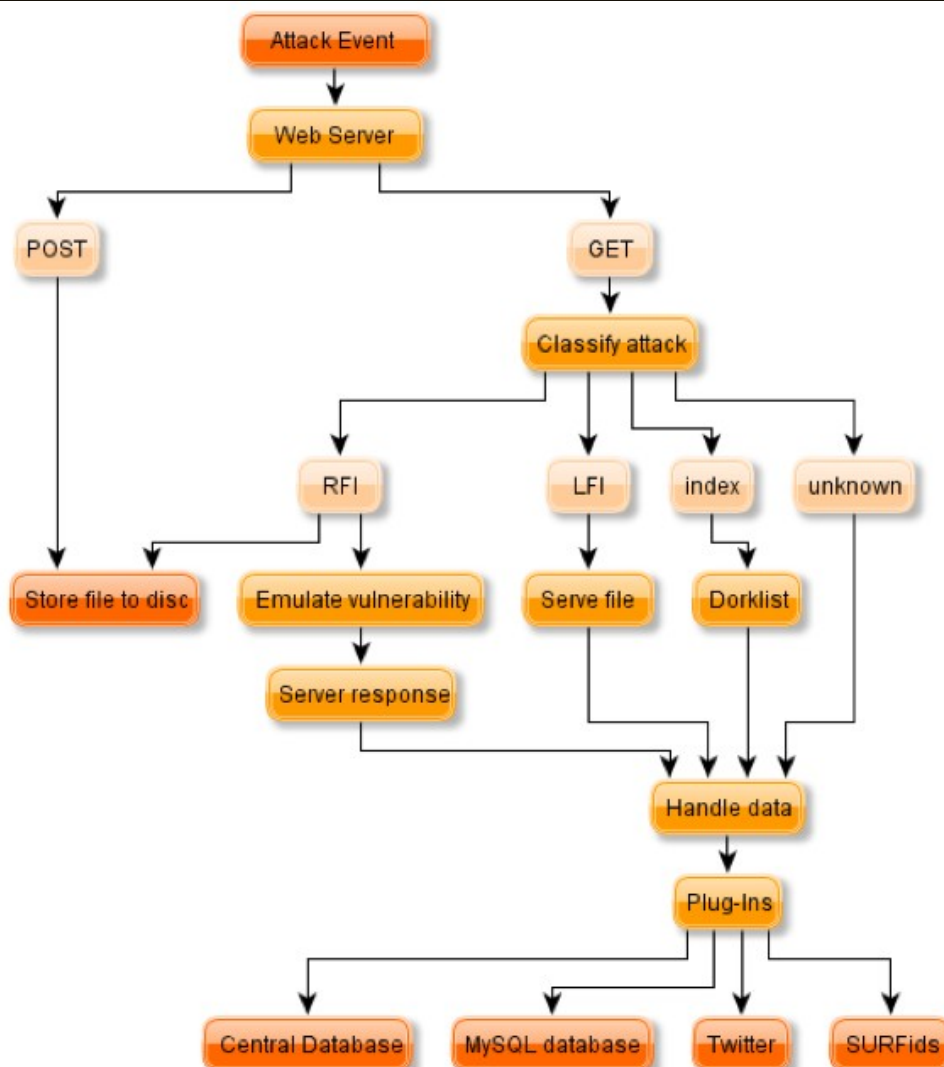 Attack Event
Web Server
POST
GET
Classify attack
RFI
LFI
index
unknown
Store file to disc
Emulate vulnerability
Serve file
Dorklist
Server response
Handle data
Plug-Ins
Central Database
MySQL database
Twitter
SURFids